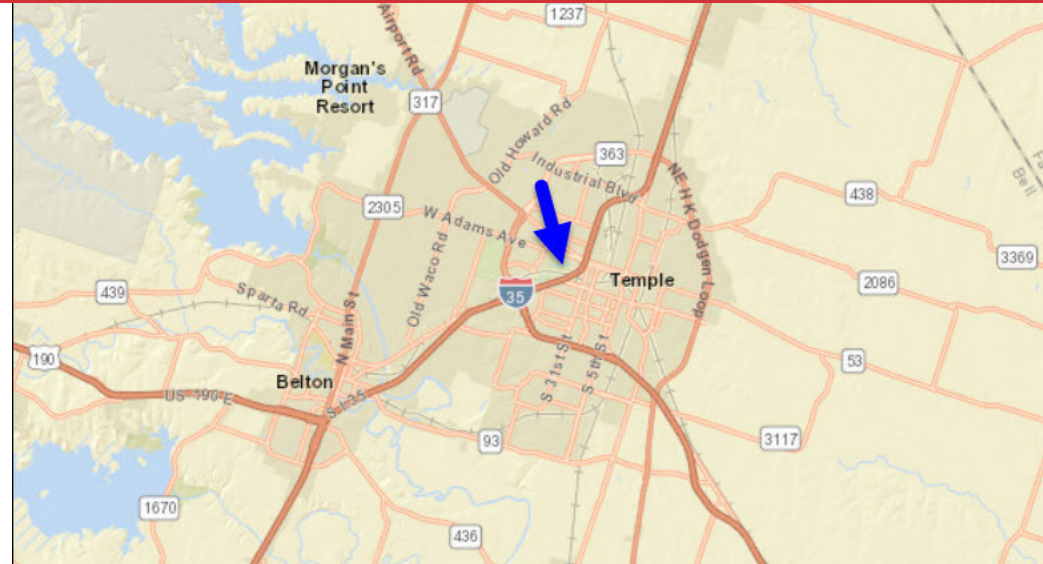 1237
Airport Rd
Morgan's
Point
Resort
317
Old Howard Rd
363
Industrial Blvd
NE H K Dodgen Loop
Bell
438
2305
W Adams Ave
3369
Old Waco Rd
Temple
2086
439
Sparta Rd
35
N Main St
190
53
S 31st St
S 5th St
Belton
US 190 E
S I 35
93
3117
1670
436